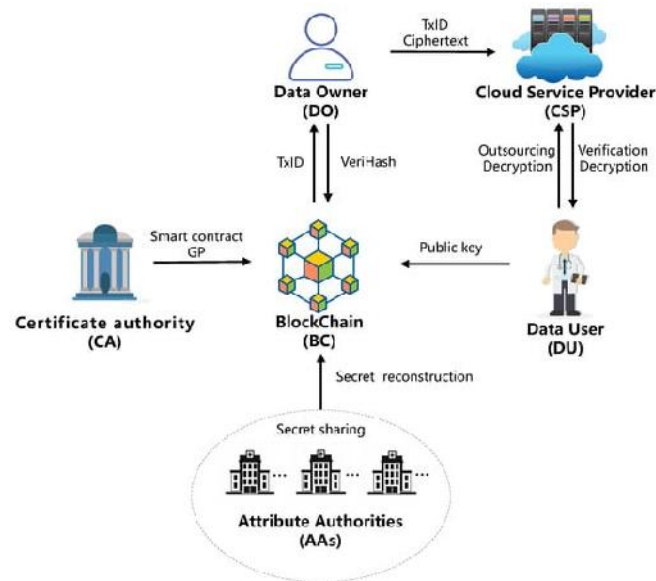 TxID
Ciphertext
Data Owner
(DO)
Cloud Service Provider
(CSP)
TxID
VeriHash
Outsourcing
Decryption
Verification
Decryption
Smart contract
GP
Public key
Certificate authority
(CA)
BlockChain
(BC)
Data User
(DU)
Secret reconstruction
Secret sharing
...
...
...
Attribute Authorities
(AAs)